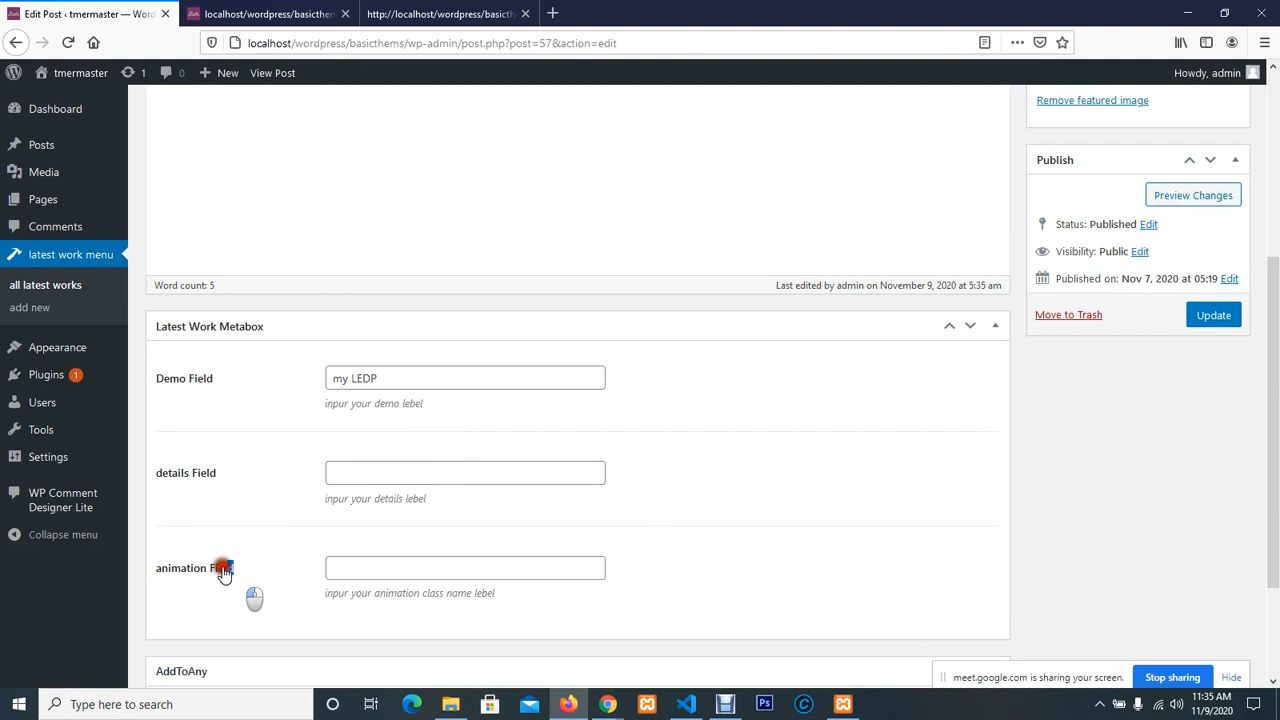 Edit Post ‹ tmermaster — Word
localhost/wordpress/basicthem
http://localhost/wordpress/basicth
localhost/wordpress/basicthems/wp-admin/post.php?post=57&action=edit
tmermaster
1
0
New
View Post
Howdy, admin
Dashboard
Posts
Media
Pages
Comments
latest work menu
all latest works
add new
Appearance
Plugins 1
Users
Tools
Settings
WP Comment
Designer Lite
Collapse menu
Word count: 5
Last edited by admin on November 9, 2020 at 5:35 am
Latest Work Metabox
Demo Field
my LEDP
inpur your demo lebel
details Field
inpur your details lebel
animation
inpur your animation class name lebel
AddToAny
Remove featured image
Publish
Preview Changes
Status: Published Edit
Visibility: Public Edit
Published on: Nov 7, 2020 at 05:19 Edit
Move to Trash
Update
meet.google.com is sharing your screen.
Stop sharing
Hide
Type here to search
11:35 AM
11/9/2020